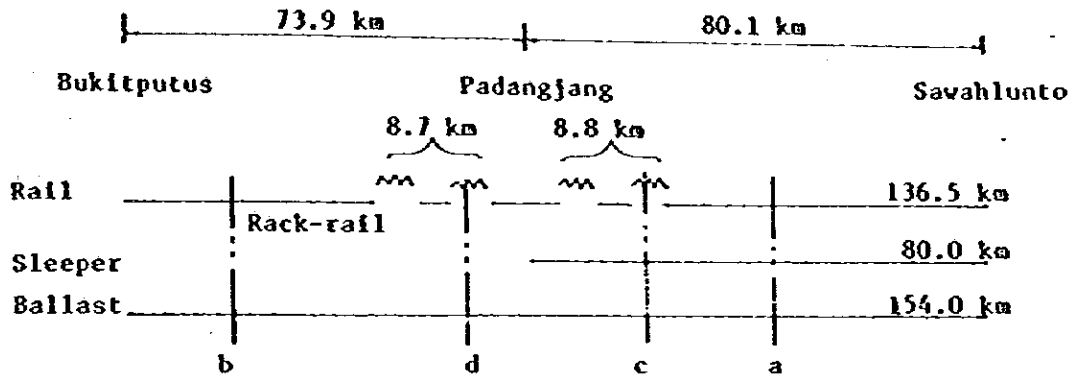 73.9 km 80.1 km
Bukitputus Padangjang Sawahlunto
8.7 km 8.8 km
Rail 136.5 km
Rack-rail
Sleeper 80.0 km
Ballast 154.0 km
b d c a